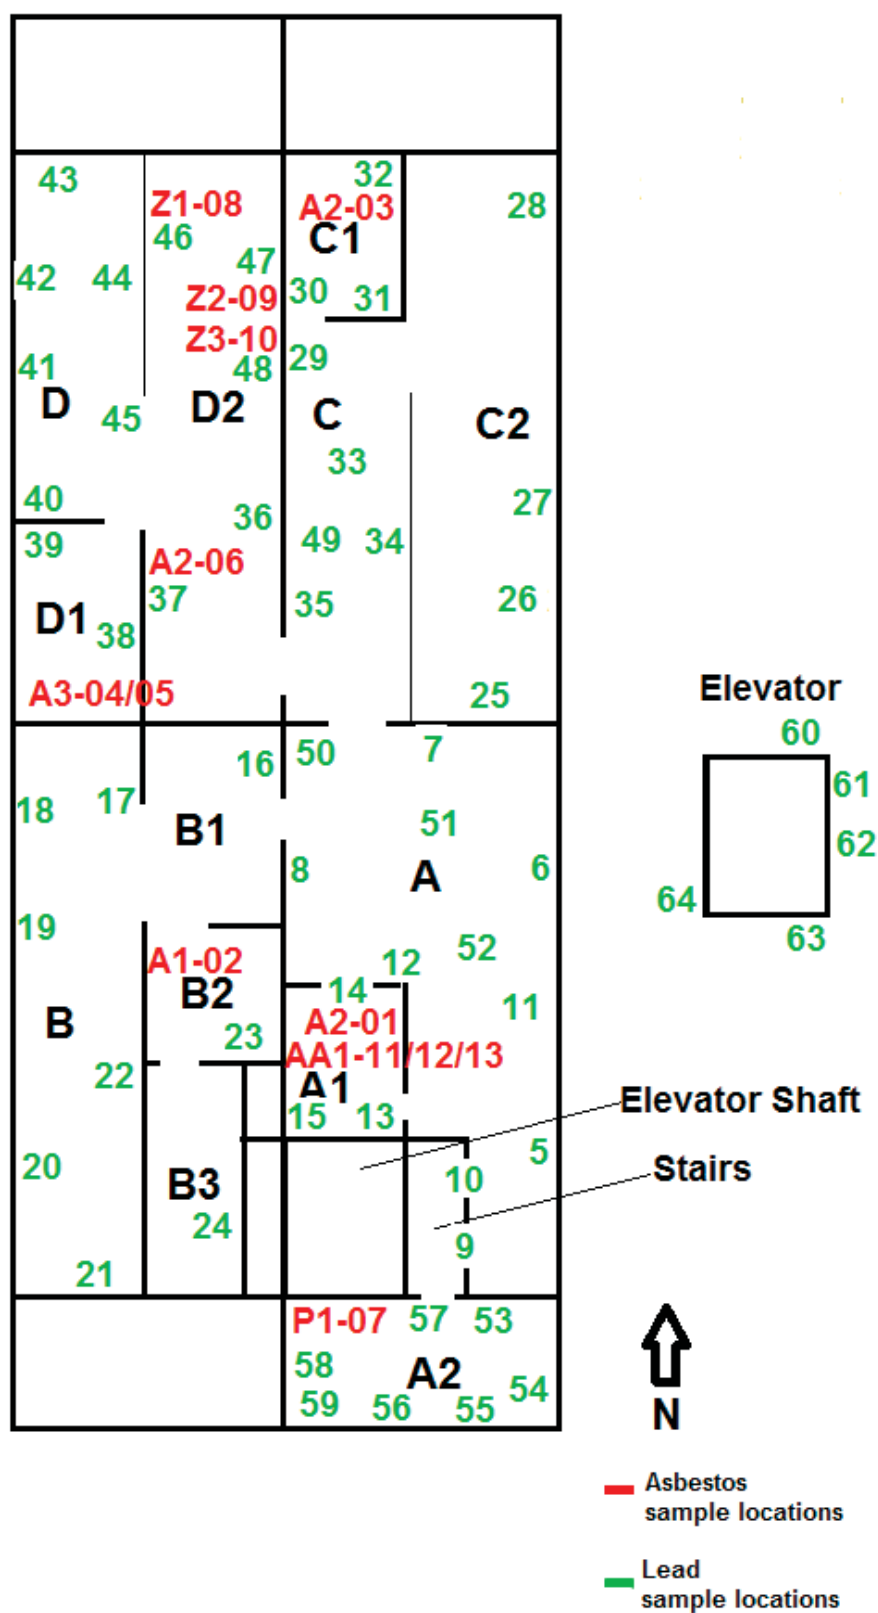 43
32
Z1-08
A2-03
28
46
C1
47
42
44
Z2-09
30
31
Z3-10
29
41
48
D
D2
C
C2
45
33
40
27
36
39
49
34
A2-06
37
35
26
D1
38
A3-04/05
25
Elevator
60
50
7
16
61
17
18
B1
51
62
8
A
6
64
19
63
A1-02
12
52
B2
14
11
A2-01
B
23
AA1-11/12/13
22
A1
Elevator Shaft
15
13
5
20
Stairs
10
B3
24
9
21
P1-07
57
53
58
A2
54
59
56
55
N
Asbestos
sample locations
Lead
sample locations